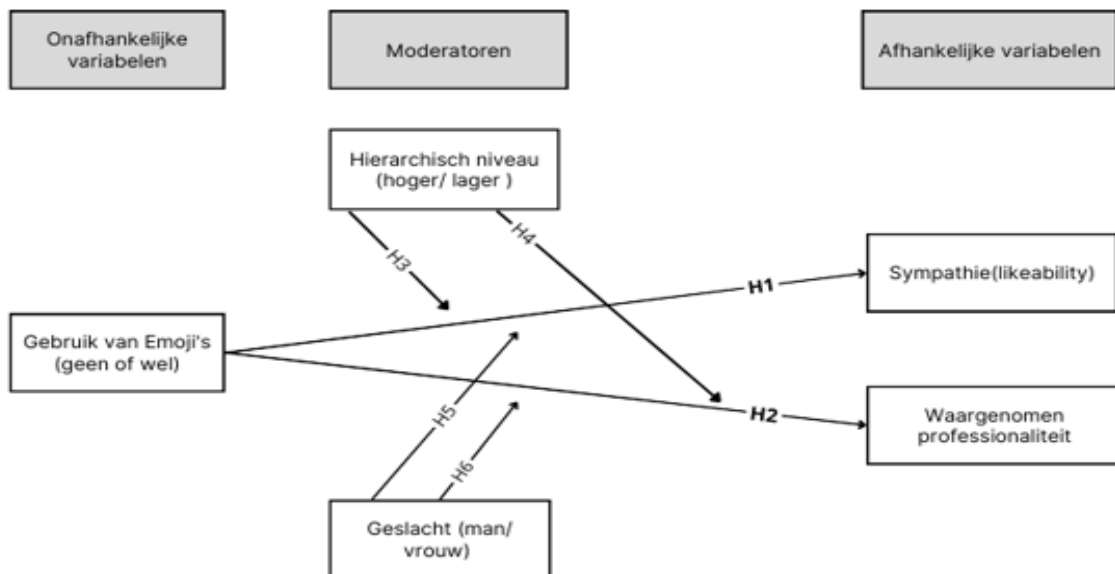 Onafhankelijke
variabelen
Moderatoren
Afhankelijke variabelen
Hierarchisch niveau
(hoger/ lager )
H3
H4
H1
Sympathie(likeability)
Gebruik van Emoji's
(geen of wel)
H5
H6
H2
Waargenomen
professionaliteit
Geslacht (man/
vrouw)